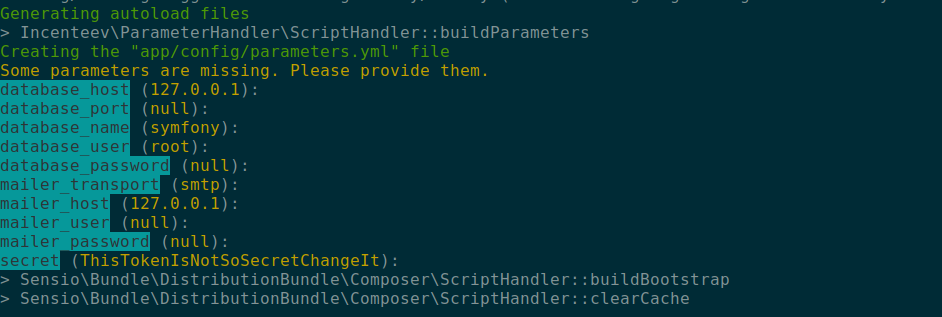 Generating autoload files
> Incenteev\ParameterHandler\ScriptHandler::buildParameters
Creating the "app/config/parameters.yml" file
Some parameters are missing. Please provide them.
database_host (127.0.0.1):
database_port (null):
database_name (symfony):
database_user (root):
database_password (null):
mailer_transport (smtp):
mailer_host (127.0.0.1):
mailer_user (null):
mailer_password (null):
secret (ThisTokenIsNotSoSecretChangeIt):
> Sensio\Bundle\DistributionBundle\Composer\ScriptHandler::buildBootstrap
> Sensio\Bundle\DistributionBundle\Composer\ScriptHandler::clearCache